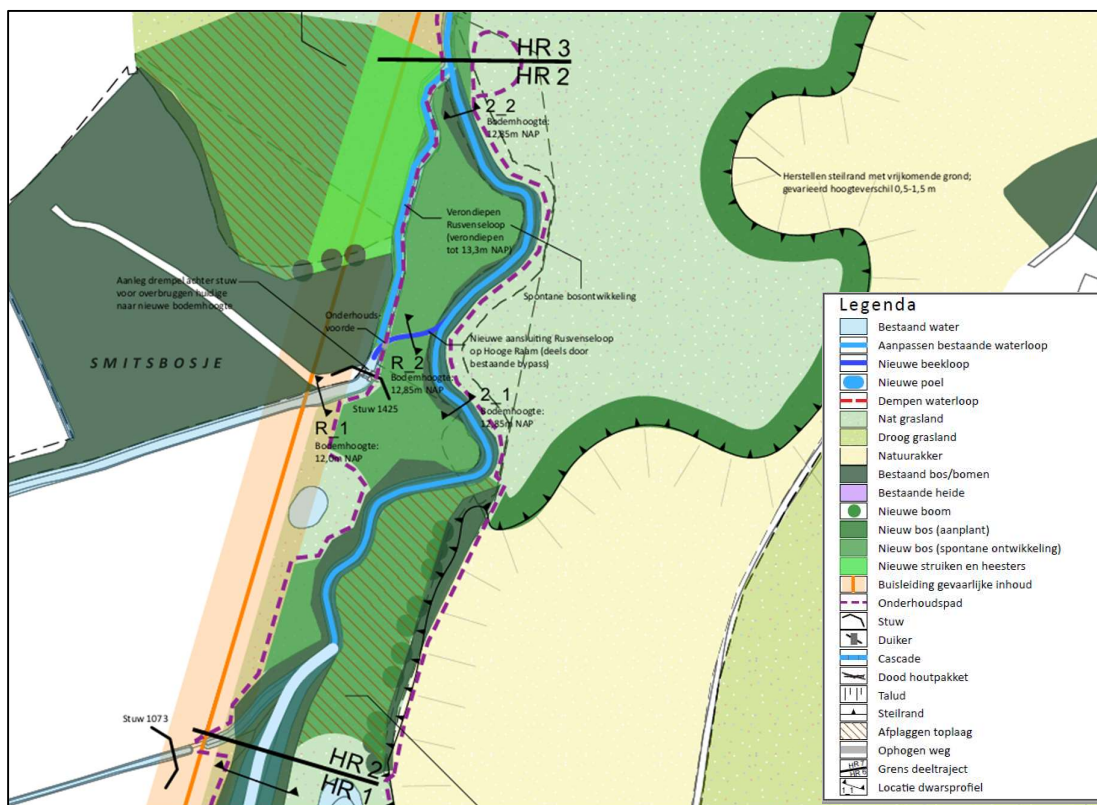 HR 3
HR 2
2_2
Bodemhoogte:
12,85m NAP
Herstellen steilrand met vrijkomende grond;
gevarieerd hoogteverschil 0,5-1,5 m
Verondiepen
Rusvenseloop
(verondiepen
tot 13,3m NAP)
Aanleg drempel achter stuw
voor overbruggen huidige
naar nieuwe bodemhoogte
Spontane bosontwikkeling
Onderhouds-
voorde
Nieuwe aansluiting Rusvenseloop
op Hooge Raam (deels door
bestaande bypass)
SMITSBOSJE
R_2
Bodemhoogte:
12,85m NAP
Stuw 1425
2_1
Bodemhoogte:
12,85m NAP
R_1
Bodemhoogte:
12,0m NAP
Stuw 1073
HR 2
HR 1
Legenda
Bestaand water
Aanpassen bestaande waterloop
Nieuwe beekloop
Nieuwe poel
Dempen waterloop
Nat grasland
Droog grasland
Natuurakker
Bestaand bos/bomen
Bestaande heide
Nieuwe boom
Nieuw bos (aanplant)
Nieuw bos (spontane ontwikkeling)
Nieuwe struiken en heesters
Buisleiding gevaarlijke inhoud
Onderhoudspad
Stuw
Duiker
Cascade
Dood houtpakket
Talud
Steilrand
Afplaggen toplaag
Ophogen weg
Grens deeltraject
Locatie dwarsprofiel
1_1